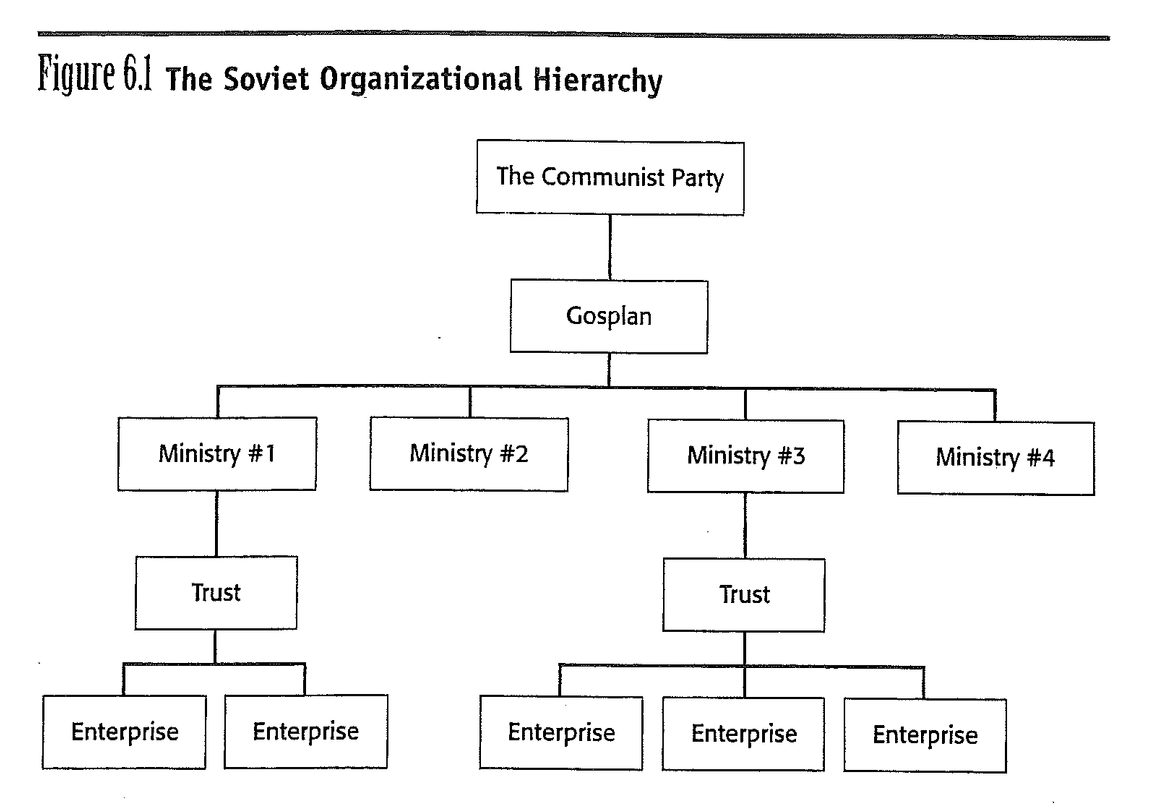 Figure 6.1 The Soviet Organizational Hierarchy
The Communist Party
Gosplan
Ministry #1
Ministry #2
Ministry #3
Ministry #4
Trust
Trust
Enterprise
Enterprise
Enterprise
Enterprise
Enterprise